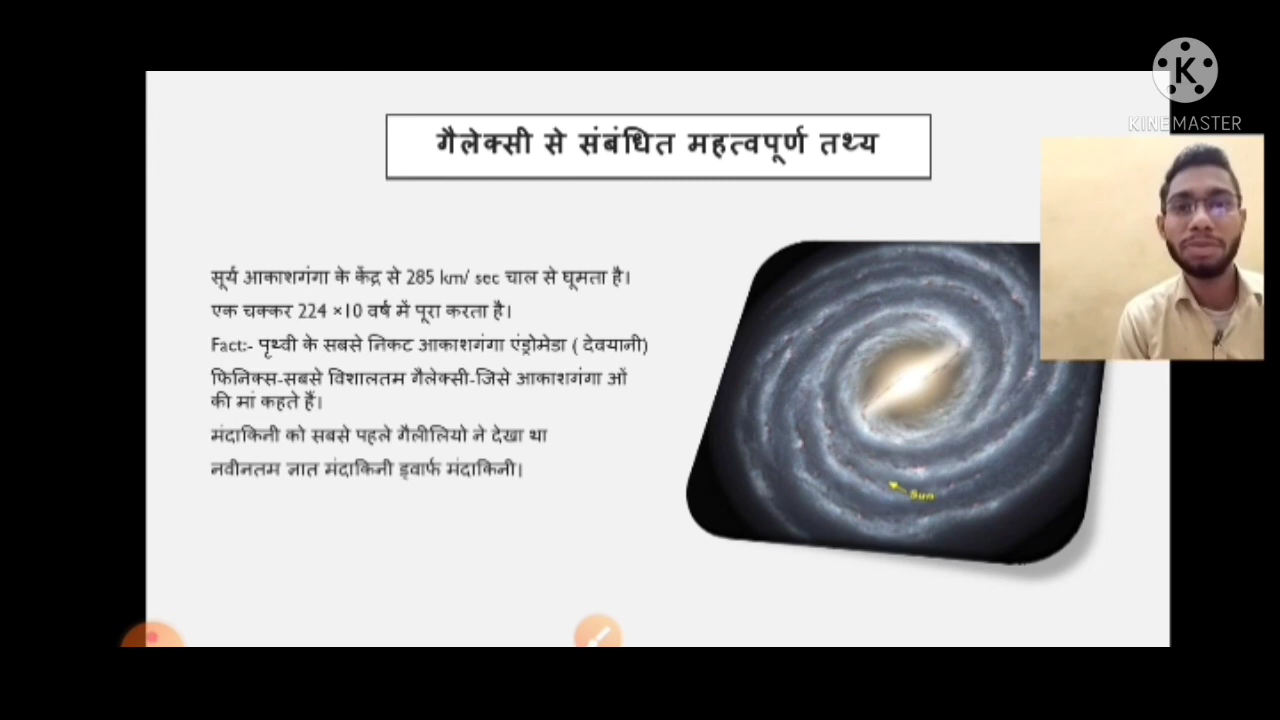 K
KINEMASTER
गैलेक्सी से संबंधित महत्वपूर्ण तथ्य
सूर्य आकाशगंगा के केंद्र से 285 km/ sec चाल से घूमता है।
एक चक्कर 224 ×10 वर्ष में पूरा करता है।
Fact:- पृथ्वी के सबसे निकट आकाशगंगा एंड्रोमेडा ( देवयानी)
फिनिक्स-सबसे विशालतम गैलेक्सी-जिसे आकाशगंगा ओं
की मां कहते हैं।
मंदाकिनी को सबसे पहले गैलीलियो ने देखा था
नवीनतम ज्ञात मंदाकिनी ड्वार्फ मंदाकिनी।
Sun